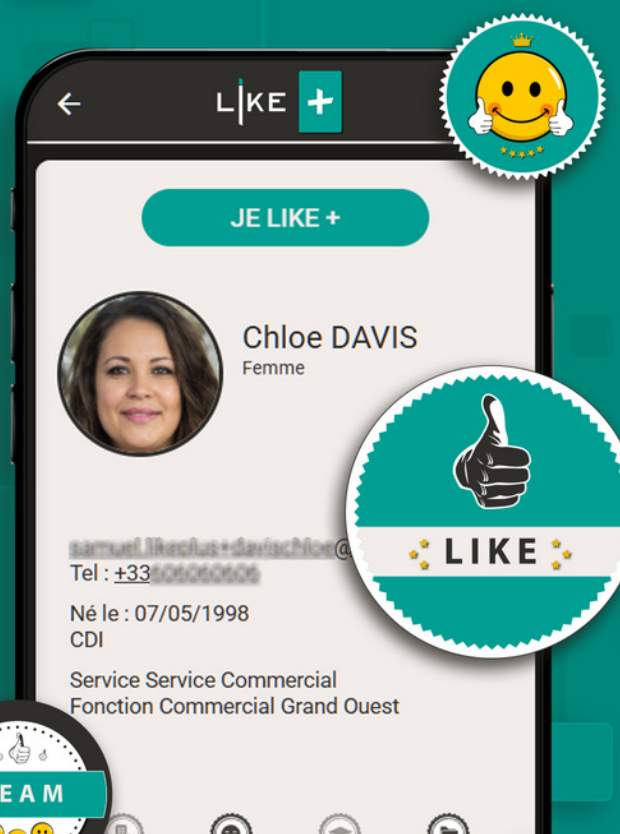 LIKE +
JE LIKE +
Chloe DAVIS
Femme
LIKE
Tel : +33
Né le : 07/05/1998
CDI
Service Service Commercial
Fonction Commercial Grand Ouest
EAM